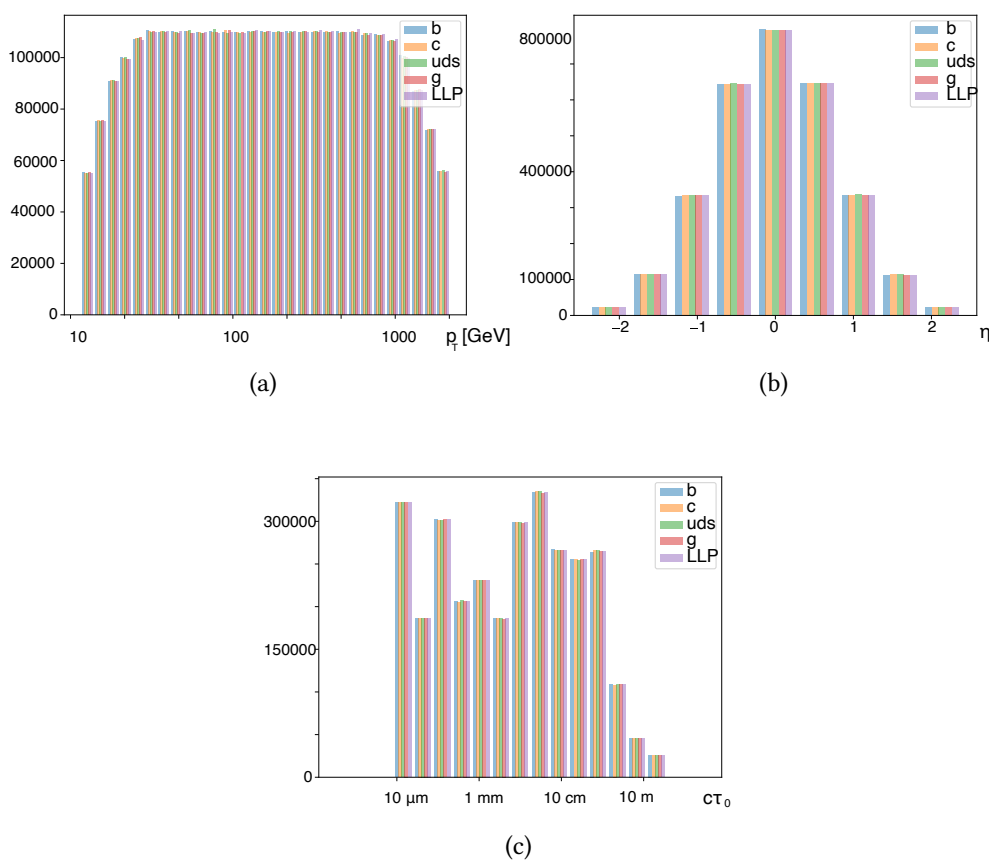 b
c
uds
g
LLP
100000
80000
60000
40000
20000
0
10 100 1000
p_T [GeV]
(a)
b
c
uds
g
LLP
800000
400000
100000
0
−2 −1 0 1 2 η
(b)
b
c
uds
g
LLP
300000
150000
0
10 μm 1 mm 10 cm 10 m cτ₀
(c)